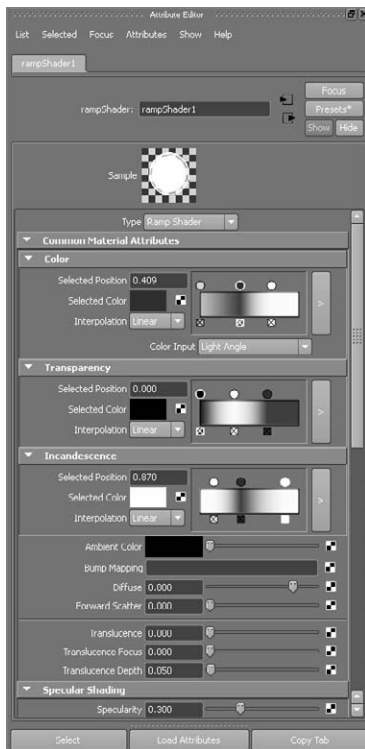 Attribute Editor
List Selected Focus Attributes Show Help
rampShader1
rampShader: rampShader1
Focus
Presets*
Show Hide
Sample
Type Ramp Shader
Common Material Attributes
Color
Selected Position 0.409
Selected Color
Interpolation Linear
Color Input Light Angle
Transparency
Selected Position 0.000
Selected Color
Interpolation Linear
Incandescence
Selected Position 0.870
Selected Color
Interpolation Linear
Ambient Color
Bump Mapping
Diffuse 0.000
Forward Scatter 0.000
Translucence 0.000
Translucence Focus 0.000
Translucence Depth 0.050
Specular Shading
Specularity 0.300
Select Load Attributes Copy Tab